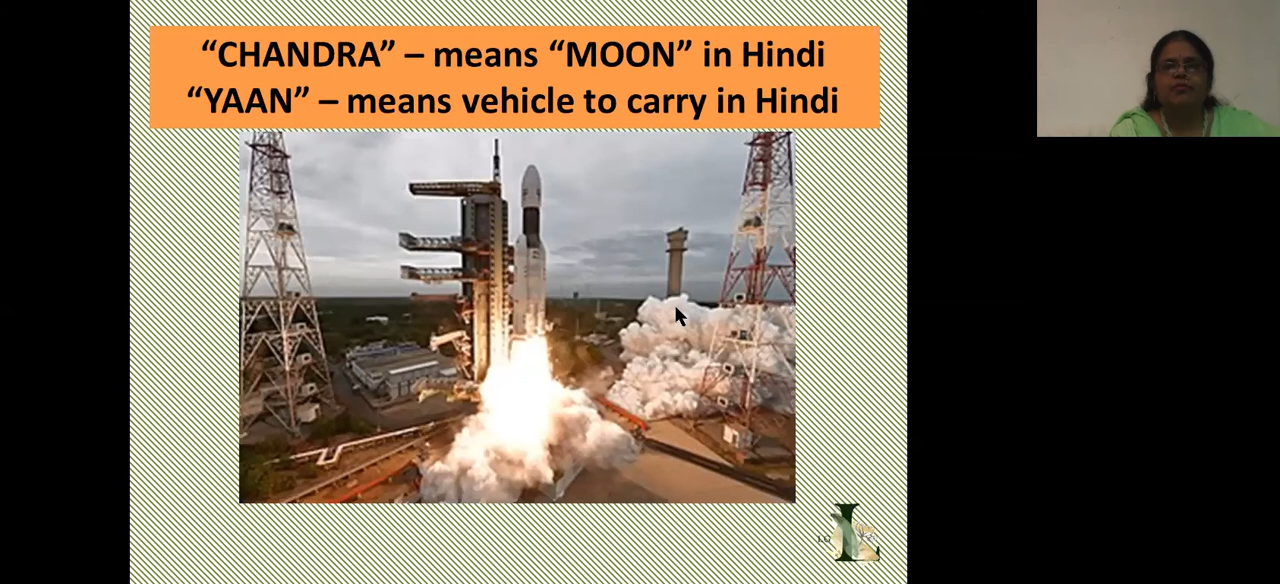 “CHANDRA” – means “MOON” in Hindi
“YAAN” – means vehicle to carry in Hindi